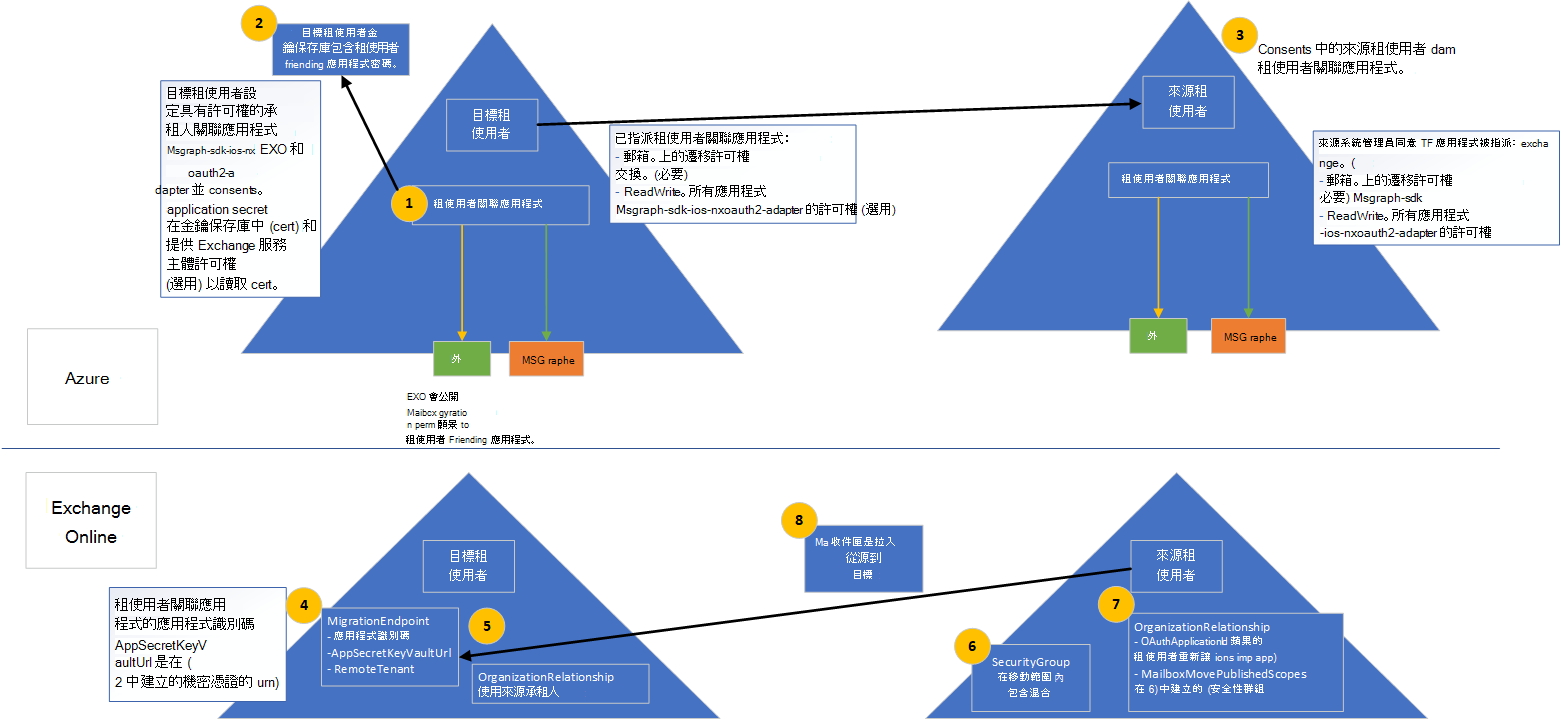 2
目標租使用者金
鑰保存庫包含租使用者
friending 應用程式密碼。
3
Consents 中的來源租使用者 dam
租使用者關聯應用程式。
目標租使用者設
定具有許可權的承
租人關聯應用程式
Msgraph-sdk-ios-nx EXO 和
oauth2-a
dapter 並 consents。
application secret
在金鑰保存庫中 (cert) 和
提供 Exchange 服務
主體許可權
(選用) 以讀取 cert。
目標租
使用者
來源租
使用者
已指派租使用者關聯應用程式：
- 郵箱。上的遷移許可權
交換。(必要)
- ReadWrite。所有應用程式
Msgraph-sdk-ios-nxoauth2-adapter 的許可權 (選用)
來源系統管理員同意 TF 應用程式被指派：excha
nge。(
- 郵箱。上的遷移許可權
必要) Msgraph-sdk
- ReadWrite。所有應用程式
-ios-nxoauth2-adapter 的許可權
1
租使用者關聯應用程式
租使用者關聯應用程式
外
MSG raphe
外
MSG raphe
Azure
EXO 會公開
Maibcx gyratio
n perm 願景 to
租使用者 Friending 應用程式。
Exchange
Online
目標租
使用者
8
Ma 收件匣是拉入
從源到
目標
來源租
使用者
租使用者關聯應用
程式的應用程式識別碼
AppSecretKeyV
aultUrl 是在 (
2 中建立的機密憑證的 urn)
4
MigrationEndpoint
- 應用程式識別碼
-AppSecretKeyVaultUrl
- RemoteTenant
5
OrganizationRelationship
使用來源承租人
6
SecurityGroup
在移動範圍內
包含混合
7
OrganizationRelationship
- OAuthApplicationId 蘋果的
租使用者重新讓 ions imp app)
- MailboxMovePublishedScopes
在 6) 中建立的 (安全性群組